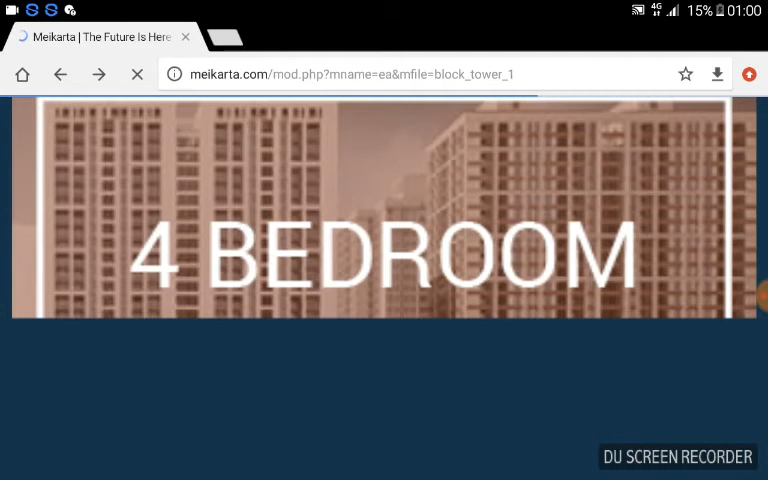 4G 15% 01:00
Meikarta | The Future Is Here
meikarta.com/mod.php?mname=ea&mfile=block_tower_1
4 BEDROOM
DU SCREEN RECORDER